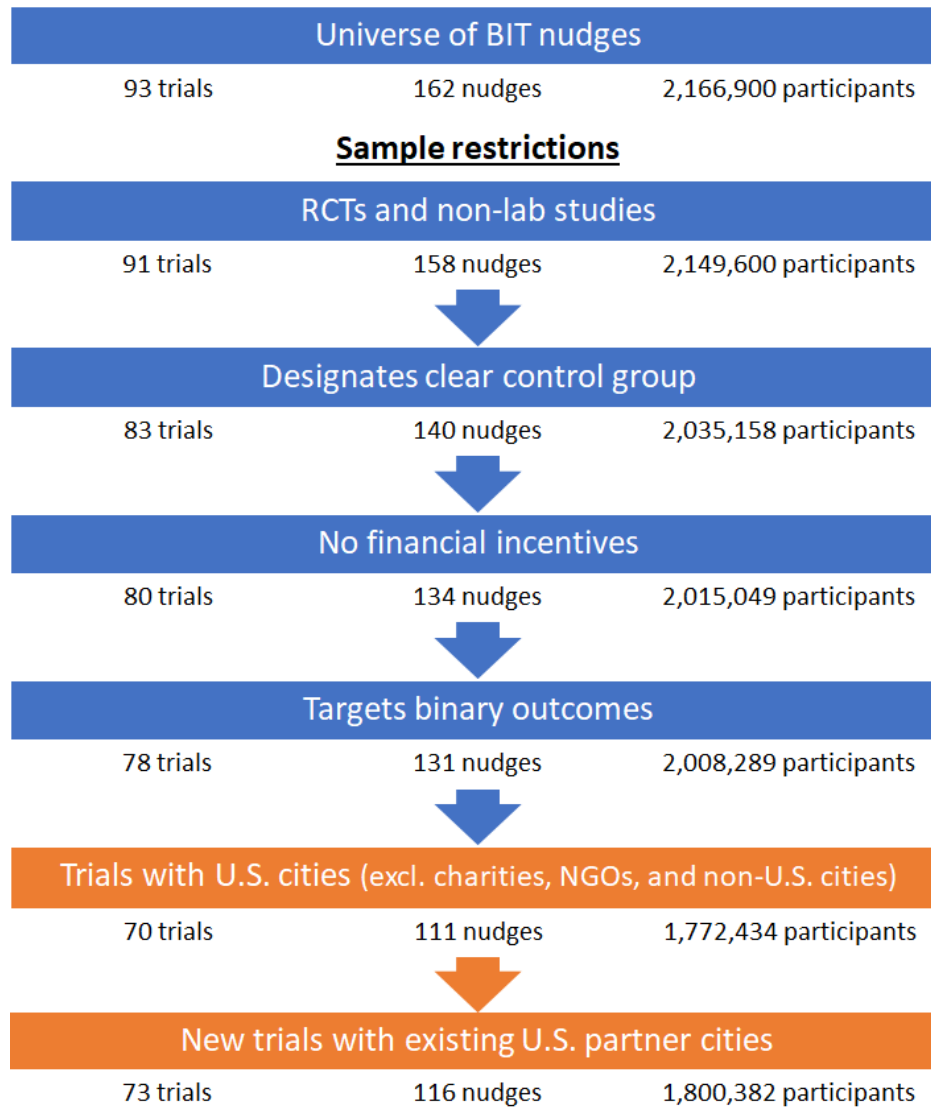 Universe of BIT nudges
93 trials 162 nudges 2,166,900 participants
Sample restrictions
RCTs and non-lab studies
91 trials 158 nudges 2,149,600 participants
Designates clear control group
83 trials 140 nudges 2,035,158 participants
No financial incentives
80 trials 134 nudges 2,015,049 participants
Targets binary outcomes
78 trials 131 nudges 2,008,289 participants
Trials with U.S. cities (excl. charities, NGOs, and non-U.S. cities)
70 trials 111 nudges 1,772,434 participants
New trials with existing U.S. partner cities
73 trials 116 nudges 1,800,382 participants